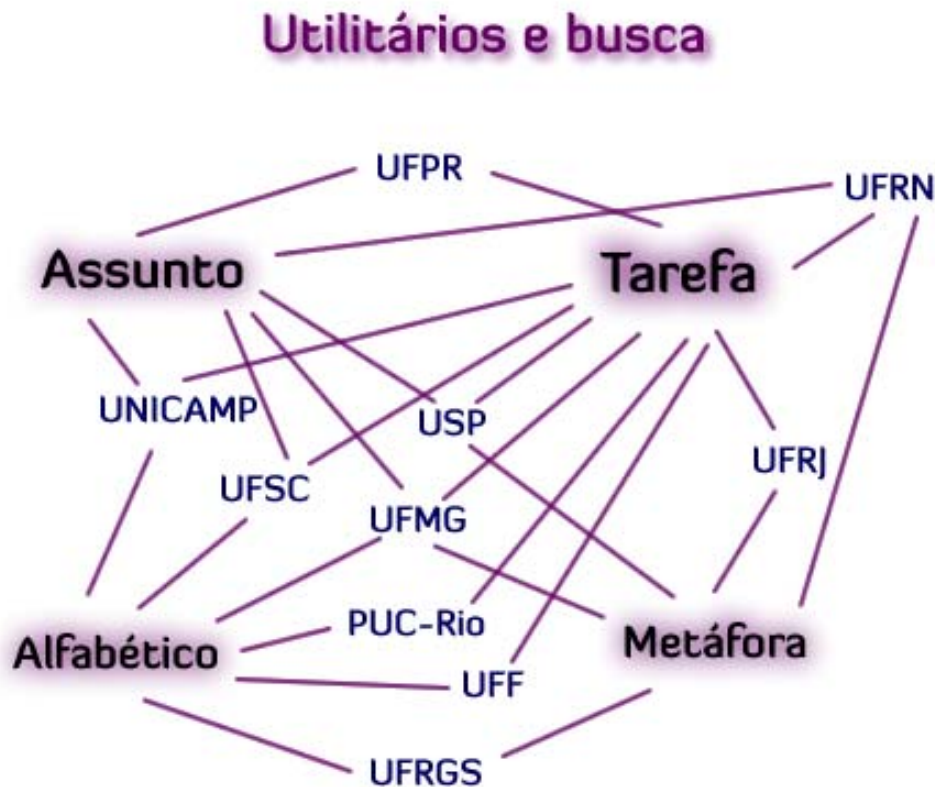 Utilitários e busca
UFPR
UFRN
Assunto
Tarefa
UNICAMP
USP
UFRJ
UFSC
UFMG
PUC-Rio
Alfabético
Metáfora
UFF
UFRGS